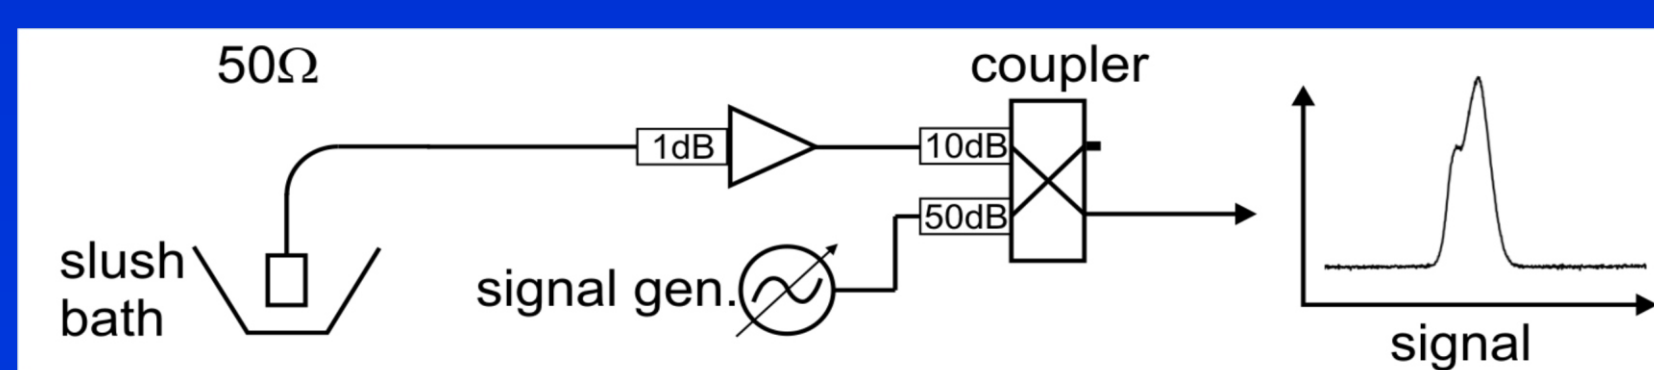 50Ω
coupler
1dB
10dB
50dB
slush
bath
signal gen.
signal